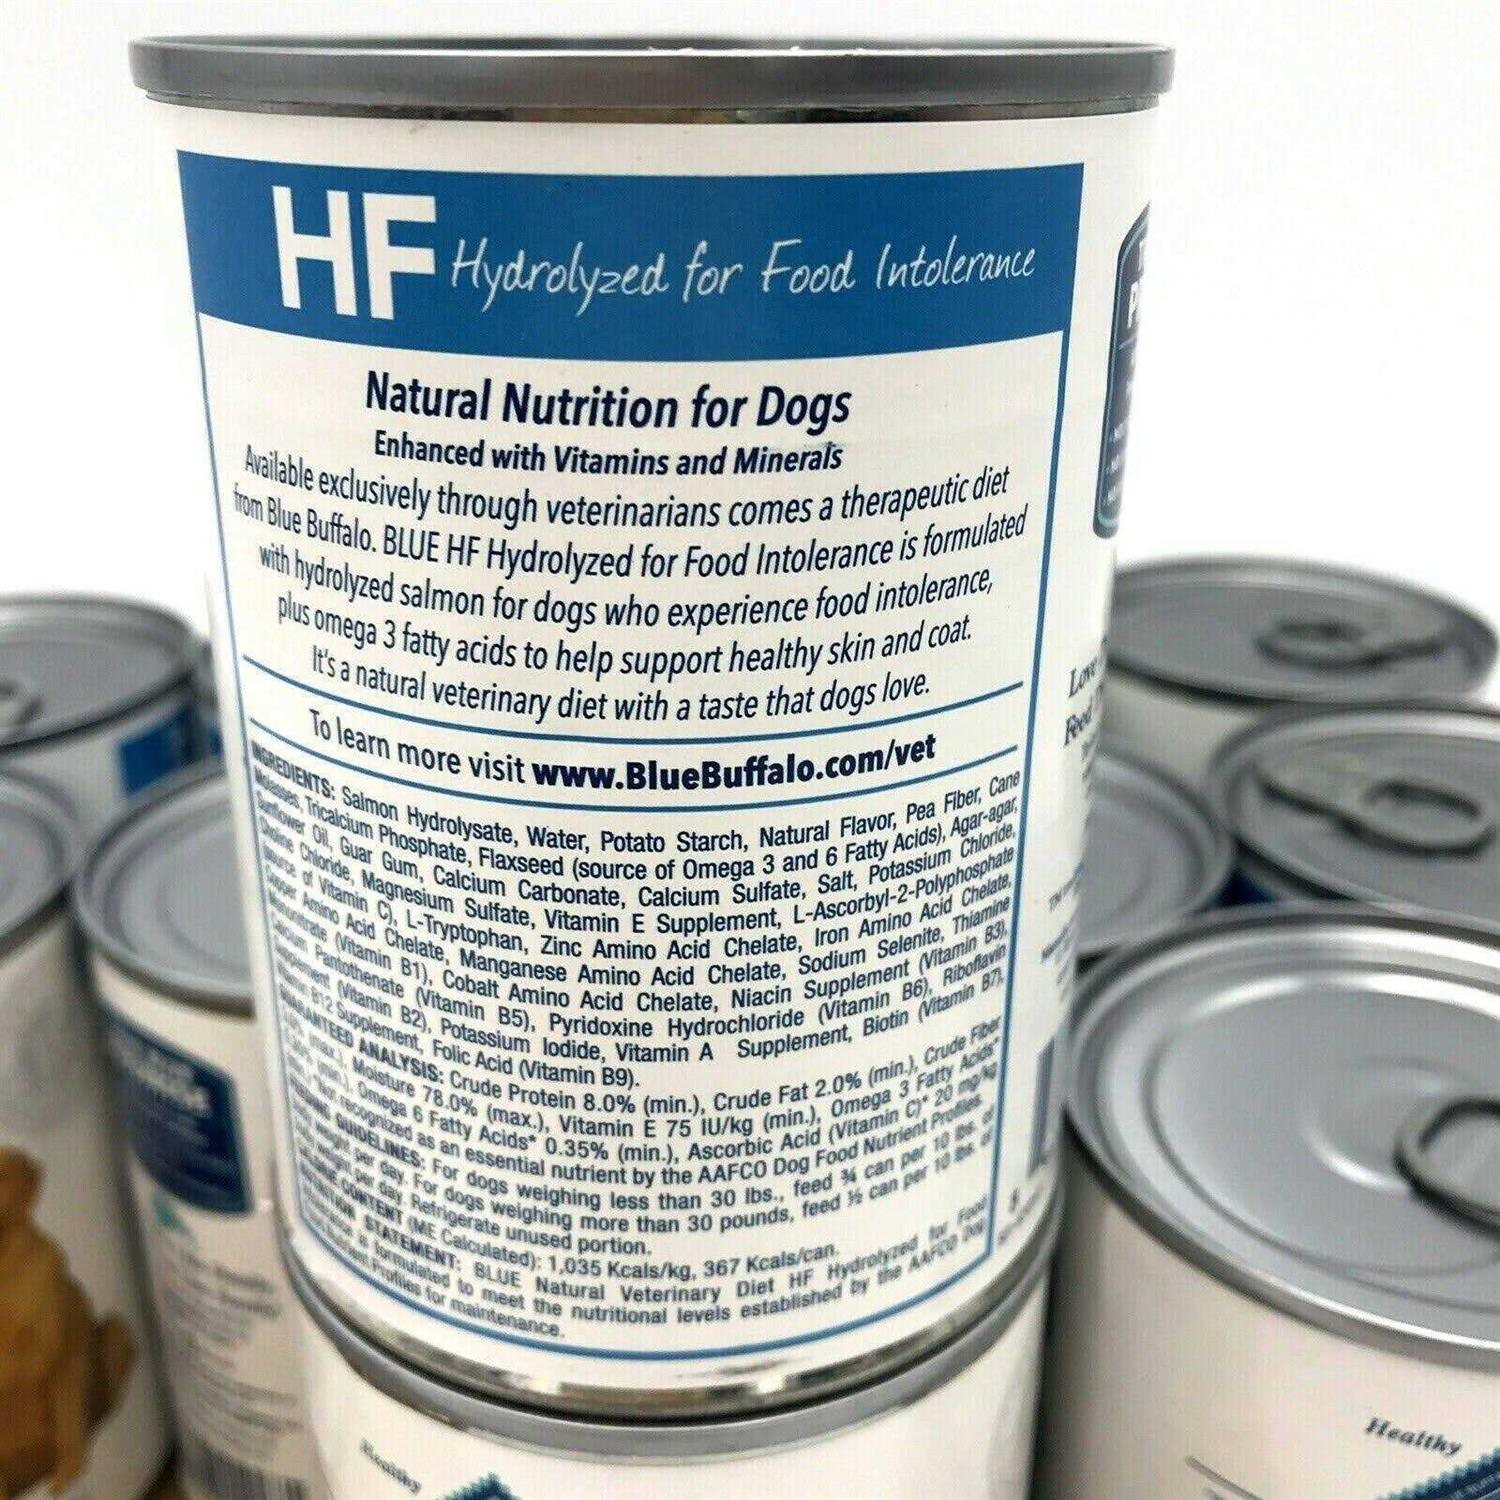 HF Hydrolyzed for Food Intolerance
Natural Nutrition for Dogs
Enhanced with Vitamins and Minerals
Available exclusively through veterinarians comes a therapeutic diet
from Blue Buffalo. BLUE HF Hydrolyzed for Food Intolerance is formulated
with hydrolyzed salmon for dogs who experience food intolerance,
plus omega 3 fatty acids to help support healthy skin and coat.
It's a natural veterinary diet with a taste that dogs love.
To learn more visit www.BlueBuffalo.com/vet
INGREDIENTS: Salmon Hydrolysate, Water, Potato Starch, Natural Flavor, Pea Fiber, Cane
Molasses, Tricalcium Phosphate, Flaxseed (source of Omega 3 and 6 Fatty Acids), Agar-agar,
Sunflower Oil, Guar Gum, Calcium Carbonate, Calcium Sulfate, Salt, Potassium Chloride,
Choline Chloride, Magnesium Sulfate, Vitamin E Supplement, L-Ascorbyl-2-Polyphosphate
(source of Vitamin C), L-Tryptophan, Zinc Amino Acid Chelate, Iron Amino Acid Chelate,
Copper Amino Acid Chelate, Manganese Amino Acid Chelate, Sodium Selenite, Thiamine
Mononitrate (Vitamin B1), Cobalt Amino Acid Chelate, Niacin Supplement (Vitamin B3),
Calcium Pantothenate (Vitamin B5), Pyridoxine Hydrochloride (Vitamin B6), Riboflavin
Supplement (Vitamin B2), Potassium Iodide, Vitamin A Supplement, Biotin (Vitamin B7),
Vitamin B12 Supplement, Folic Acid (Vitamin B9).
GUARANTEED ANALYSIS: Crude Protein 8.0% (min.), Crude Fat 2.0% (min.), Crude Fiber
(max.), Moisture 78.0% (max.), Vitamin E 75 IU/kg (min.), Omega 3 Fatty Acids*
(min.), Omega 6 Fatty Acids* 0.35% (min.), Ascorbic Acid (Vitamin C)* 20 mg/kg
*Not recognized as an essential nutrient by the AAFCO Dog Food Nutrient Profiles.
FEEDING GUIDELINES: For dogs weighing less than 30 lbs., feed ¾ can per 10 lbs. of
body weight per day. For dogs weighing more than 30 pounds, feed ½ can per 10 lbs. of
body weight per day. Refrigerate unused portion.
CALORIE CONTENT (ME Calculated): 1,035 Kcals/kg, 367 Kcals/can.
NUTRITION STATEMENT: BLUE Natural Veterinary Diet HF Hydrolyzed for Food
Intolerance is formulated to meet the nutritional levels established by the AAFCO Dog
Food Nutrient Profiles for maintenance.
Love
Feed
Healthy
Healthy